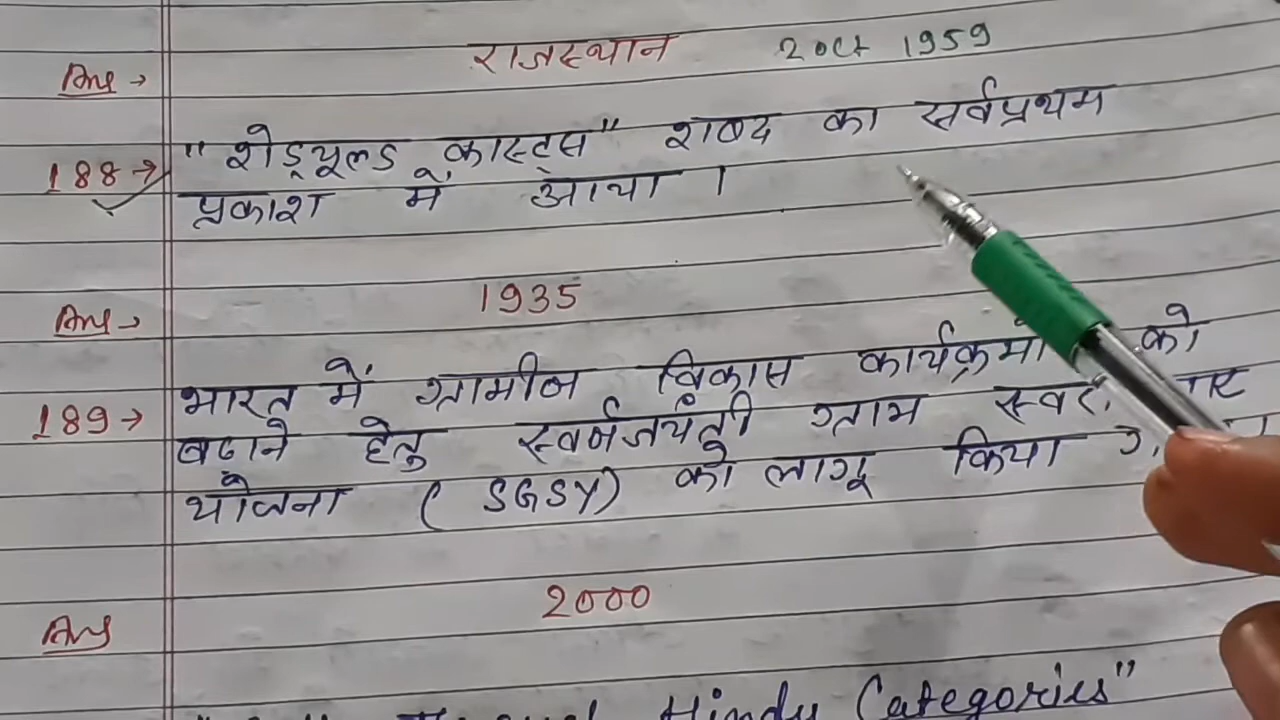 Ans → राजस्थान 2 Oct 1959
188→ "शेड्यूल्ड कास्ट्स" शब्द का सर्वप्रथम
प्रकाश में आया ।
Ans → 1935
भारत में ग्रामीण विकास कार्यक्रमो को
189→ बढाने हेतु स्वर्णजयंती ग्राम
योजना ( SGSY) को लागू किया
Ans 2000
Hindu Categories"